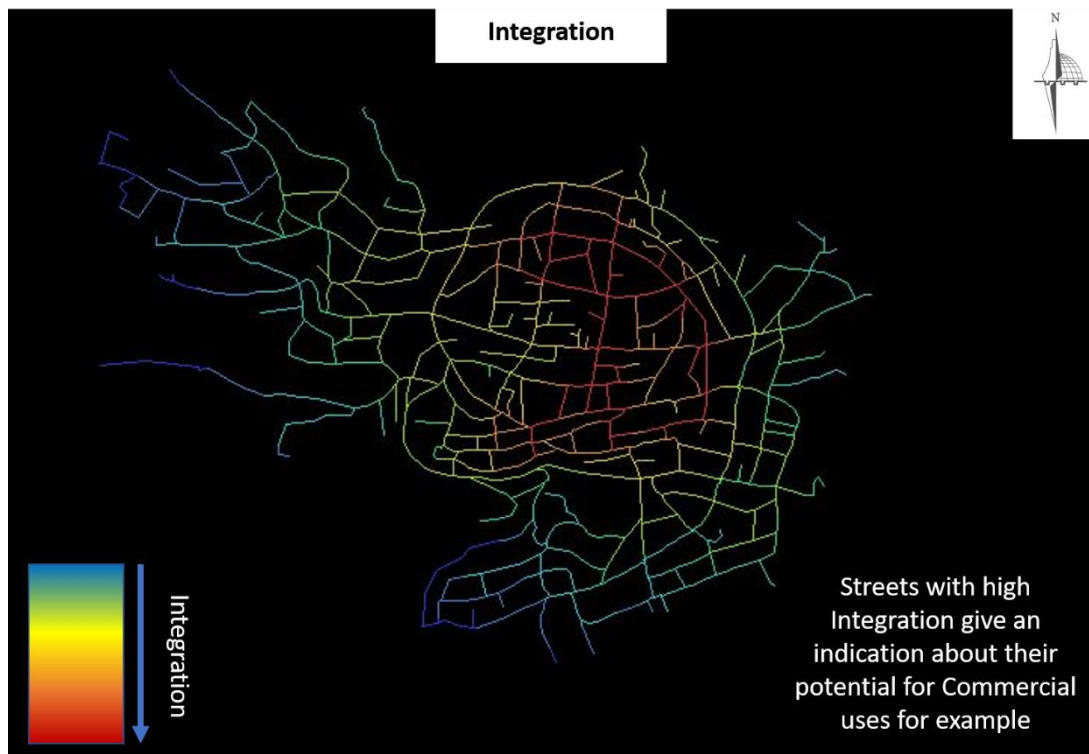 Integration
N
Integration
Streets with high
Integration give an
indication about their
potential for Commercial
uses for example